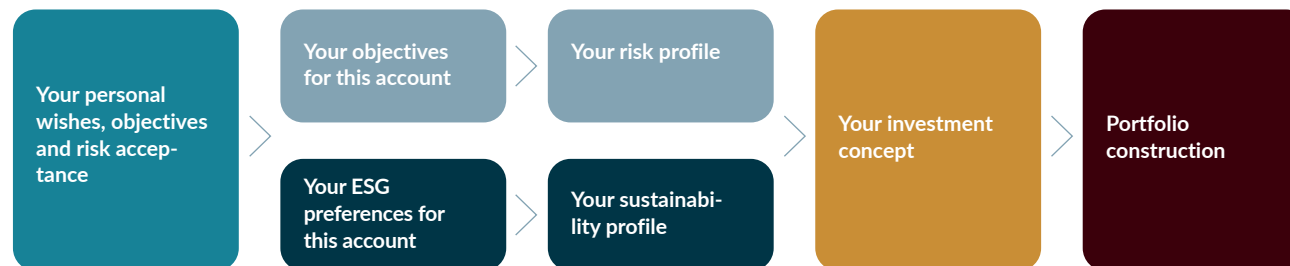 Your personal
wishes, objectives
and risk accep-
tance
Your objectives
for this account
Your risk profile
Your ESG
preferences for
this account
Your sustainabi-
lity profile
Your investment
concept
Portfolio
construction